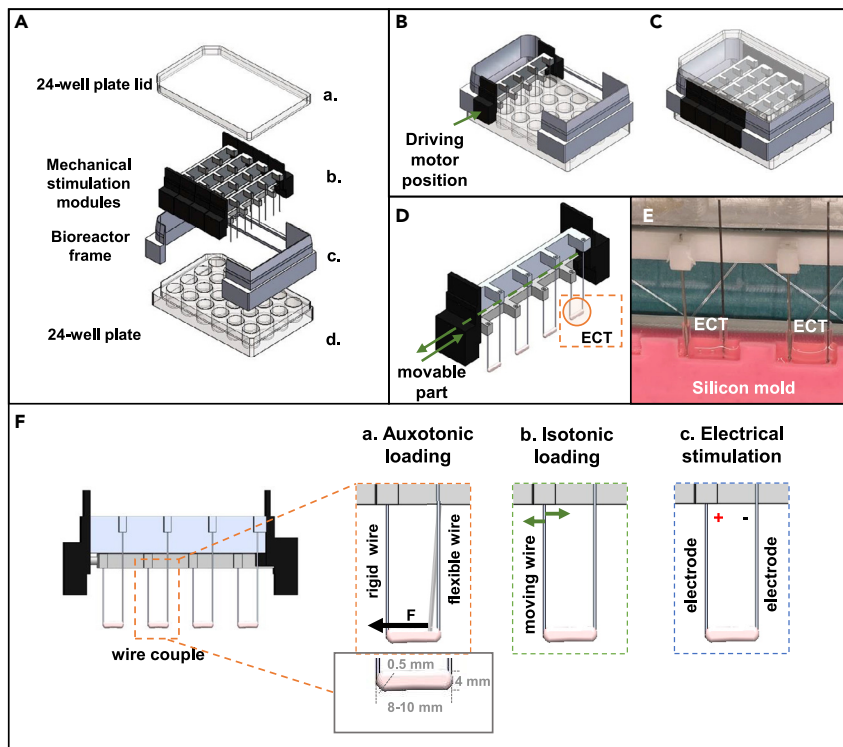 A
24-well plate lid
a.
Mechanical
stimulation
modules
b.
Bioreactor
frame
c.
24-well plate
d.
B
Driving
motor
position
C
D
movable
part
ECT
E
ECT
ECT
Silicon mold
F
wire couple
a. Auxotonic
loading
rigid wire
flexible wire
F
0.5 mm
4 mm
8-10 mm
b. Isotonic
loading
moving wire
c. Electrical
stimulation
+
-
electrode
electrode